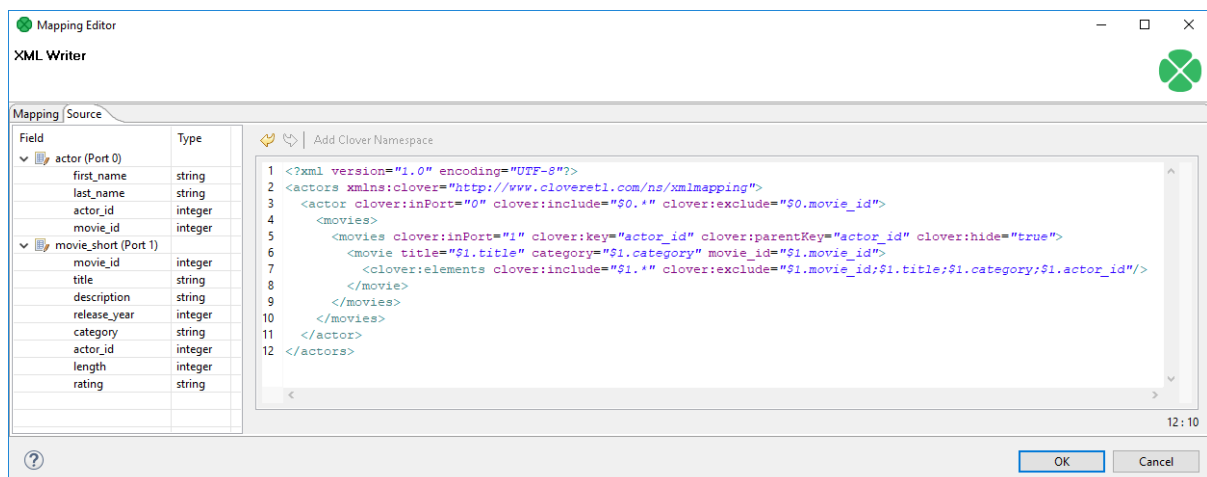 Mapping Editor
XML Writer
Mapping Source
Field Type
actor (Port 0)
first_name string
last_name string
actor_id integer
movie_id integer
movie_short (Port 1)
movie_id integer
title string
description string
release_year integer
category string
actor_id integer
length integer
rating string
Add Clover Namespace
1 <?xml version="1.0" encoding="UTF-8"?>
2 <actors xmlns:clover="http://www.cloveretl.com/ns/xmlmapping">
3 <actor clover:inPort="0" clover:include="$0.*" clover:exclude="$0.movie_id">
4 <movies>
5 <movies clover:inPort="1" clover:key="actor_id" clover:parentKey="actor_id" clover:hide="true">
6 <movie title="$1.title" category="$1.category" movie_id="$1.movie_id">
7 <clover:elements clover:include="$1.*" clover:exclude="$1.movie_id;$1.title;$1.category;$1.actor_id"/>
8 </movie>
9 </movies>
10 </movies>
11 </actor>
12 </actors>
12 : 10
? OK Cancel